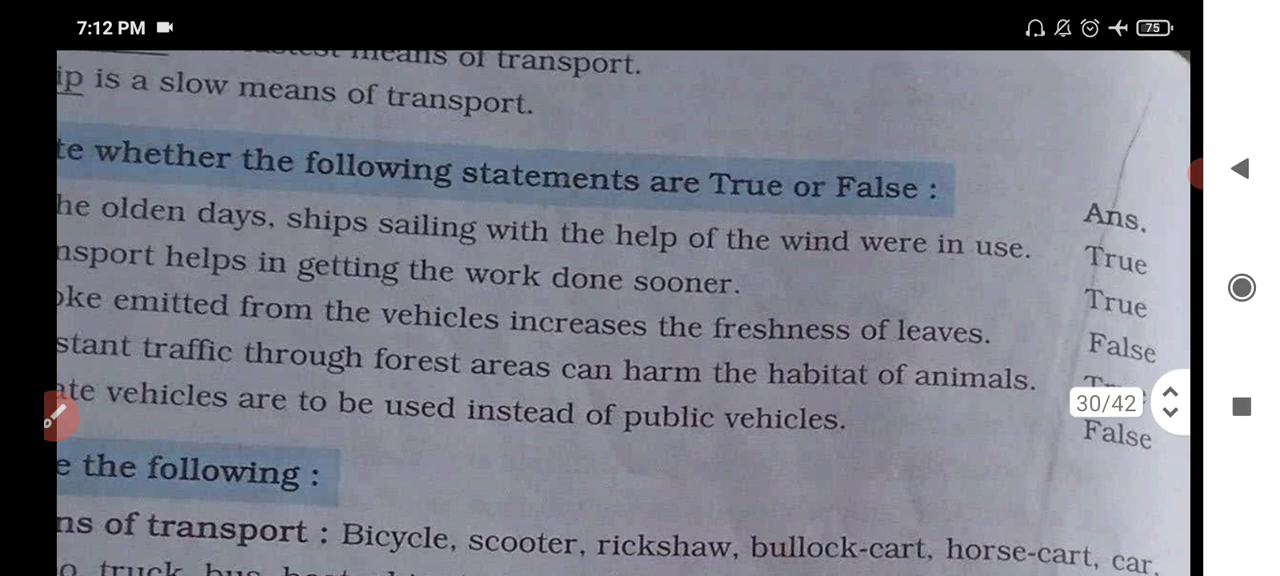 7:12 PM
75
means of transport.
ip is a slow means of transport.
te whether the following statements are True or False :
Ans.
he olden days, ships sailing with the help of the wind were in use. True
nsport helps in getting the work done sooner. True
oke emitted from the vehicles increases the freshness of leaves. False
stant traffic through forest areas can harm the habitat of animals.
30/42
ate vehicles are to be used instead of public vehicles. False
e the following :
ns of transport : Bicycle, scooter, rickshaw, bullock-cart, horse-cart, car,
truck bus